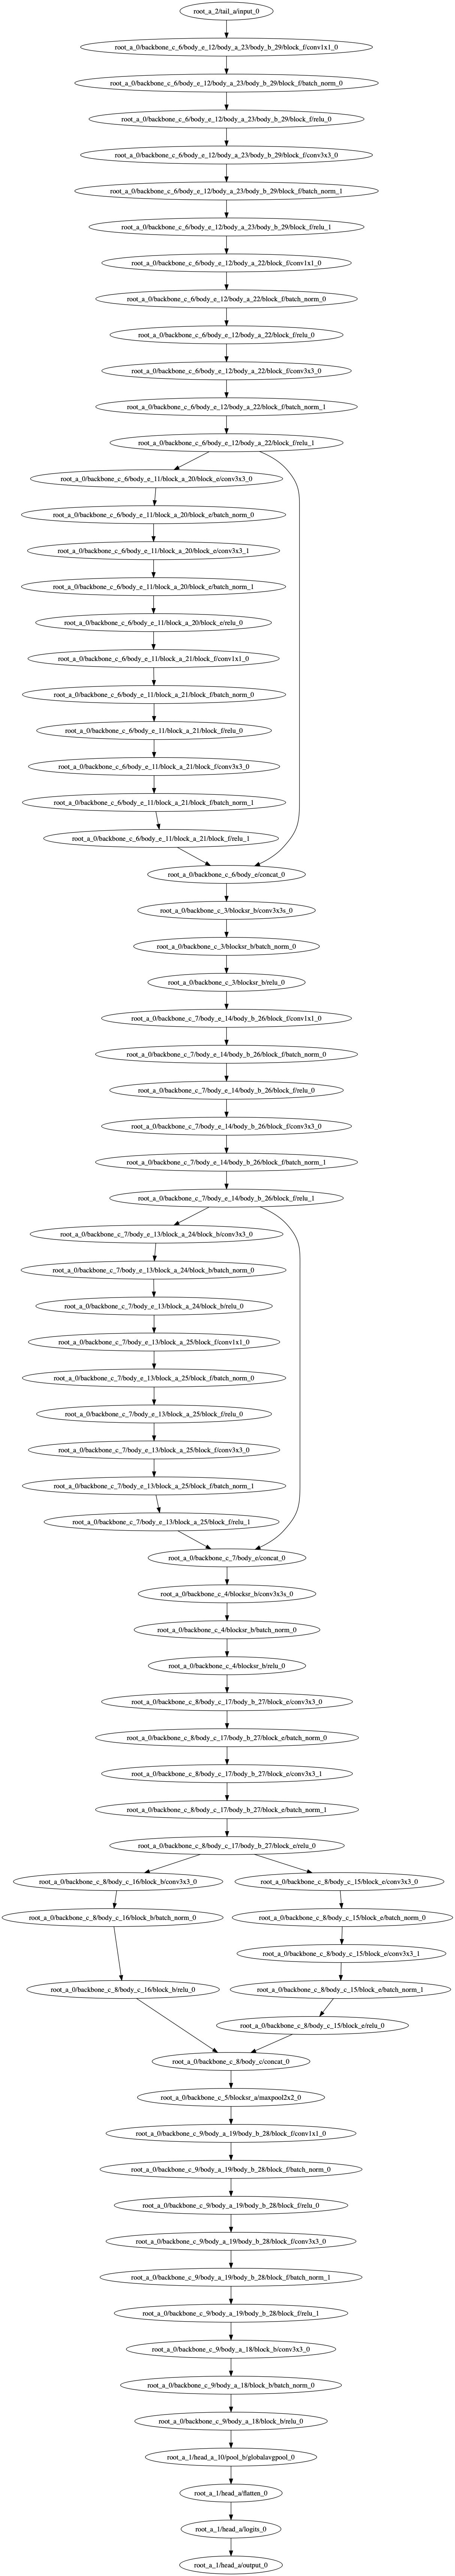 root_a_2/tail_a/input_0
root_a_0/backbone_c_6/body_e_12/body_a_23/body_b_29/block_f/conv1x1_0
root_a_0/backbone_c_6/body_e_12/body_a_23/body_b_29/block_f/batch_norm_0
root_a_0/backbone_c_6/body_e_12/body_a_23/body_b_29/block_f/relu_0
root_a_0/backbone_c_6/body_e_12/body_a_23/body_b_29/block_f/conv3x3_0
root_a_0/backbone_c_6/body_e_12/body_a_23/body_b_29/block_f/batch_norm_1
root_a_0/backbone_c_6/body_e_12/body_a_23/body_b_29/block_f/relu_1
root_a_0/backbone_c_6/body_e_12/body_a_22/block_f/conv1x1_0
root_a_0/backbone_c_6/body_e_12/body_a_22/block_f/batch_norm_0
root_a_0/backbone_c_6/body_e_12/body_a_22/block_f/relu_0
root_a_0/backbone_c_6/body_e_12/body_a_22/block_f/conv3x3_0
root_a_0/backbone_c_6/body_e_12/body_a_22/block_f/batch_norm_1
root_a_0/backbone_c_6/body_e_12/body_a_22/block_f/relu_1
root_a_0/backbone_c_6/body_e_11/block_a_20/block_e/conv3x3_0
root_a_0/backbone_c_6/body_e_11/block_a_20/block_e/batch_norm_0
root_a_0/backbone_c_6/body_e_11/block_a_20/block_e/conv3x3_1
root_a_0/backbone_c_6/body_e_11/block_a_20/block_e/batch_norm_1
root_a_0/backbone_c_6/body_e_11/block_a_20/block_e/relu_0
root_a_0/backbone_c_6/body_e_11/block_a_21/block_f/conv1x1_0
root_a_0/backbone_c_6/body_e_11/block_a_21/block_f/batch_norm_0
root_a_0/backbone_c_6/body_e_11/block_a_21/block_f/relu_0
root_a_0/backbone_c_6/body_e_11/block_a_21/block_f/conv3x3_0
root_a_0/backbone_c_6/body_e_11/block_a_21/block_f/batch_norm_1
root_a_0/backbone_c_6/body_e_11/block_a_21/block_f/relu_1
root_a_0/backbone_c_6/body_e/concat_0
root_a_0/backbone_c_3/blocksr_b/conv3x3s_0
root_a_0/backbone_c_3/blocksr_b/batch_norm_0
root_a_0/backbone_c_3/blocksr_b/relu_0
root_a_0/backbone_c_7/body_e_14/body_b_26/block_f/conv1x1_0
root_a_0/backbone_c_7/body_e_14/body_b_26/block_f/batch_norm_0
root_a_0/backbone_c_7/body_e_14/body_b_26/block_f/relu_0
root_a_0/backbone_c_7/body_e_14/body_b_26/block_f/conv3x3_0
root_a_0/backbone_c_7/body_e_14/body_b_26/block_f/batch_norm_1
root_a_0/backbone_c_7/body_e_14/body_b_26/block_f/relu_1
root_a_0/backbone_c_7/body_e_13/block_a_24/block_b/conv3x3_0
root_a_0/backbone_c_7/body_e_13/block_a_24/block_b/batch_norm_0
root_a_0/backbone_c_7/body_e_13/block_a_24/block_b/relu_0
root_a_0/backbone_c_7/body_e_13/block_a_25/block_f/conv1x1_0
root_a_0/backbone_c_7/body_e_13/block_a_25/block_f/batch_norm_0
root_a_0/backbone_c_7/body_e_13/block_a_25/block_f/relu_0
root_a_0/backbone_c_7/body_e_13/block_a_25/block_f/conv3x3_0
root_a_0/backbone_c_7/body_e_13/block_a_25/block_f/batch_norm_1
root_a_0/backbone_c_7/body_e_13/block_a_25/block_f/relu_1
root_a_0/backbone_c_7/body_e/concat_0
root_a_0/backbone_c_4/blocksr_b/conv3x3s_0
root_a_0/backbone_c_4/blocksr_b/batch_norm_0
root_a_0/backbone_c_4/blocksr_b/relu_0
root_a_0/backbone_c_8/body_c_17/body_b_27/block_e/conv3x3_0
root_a_0/backbone_c_8/body_c_17/body_b_27/block_e/batch_norm_0
root_a_0/backbone_c_8/body_c_17/body_b_27/block_e/conv3x3_1
root_a_0/backbone_c_8/body_c_17/body_b_27/block_e/batch_norm_1
root_a_0/backbone_c_8/body_c_17/body_b_27/block_e/relu_0
root_a_0/backbone_c_8/body_c_16/block_b/conv3x3_0
root_a_0/backbone_c_8/body_c_15/block_e/conv3x3_0
root_a_0/backbone_c_8/body_c_16/block_b/batch_norm_0
root_a_0/backbone_c_8/body_c_15/block_e/batch_norm_0
root_a_0/backbone_c_8/body_c_15/block_e/conv3x3_1
root_a_0/backbone_c_8/body_c_16/block_b/relu_0
root_a_0/backbone_c_8/body_c_15/block_e/batch_norm_1
root_a_0/backbone_c_8/body_c_15/block_e/relu_0
root_a_0/backbone_c_8/body_c/concat_0
root_a_0/backbone_c_5/blocksr_a/maxpool2x2_0
root_a_0/backbone_c_9/body_a_19/body_b_28/block_f/conv1x1_0
root_a_0/backbone_c_9/body_a_19/body_b_28/block_f/batch_norm_0
root_a_0/backbone_c_9/body_a_19/body_b_28/block_f/relu_0
root_a_0/backbone_c_9/body_a_19/body_b_28/block_f/conv3x3_0
root_a_0/backbone_c_9/body_a_19/body_b_28/block_f/batch_norm_1
root_a_0/backbone_c_9/body_a_19/body_b_28/block_f/relu_1
root_a_0/backbone_c_9/body_a_18/block_b/conv3x3_0
root_a_0/backbone_c_9/body_a_18/block_b/batch_norm_0
root_a_0/backbone_c_9/body_a_18/block_b/relu_0
root_a_1/head_a_10/pool_b/globalavgpool_0
root_a_1/head_a/flatten_0
root_a_1/head_a/logits_0
root_a_1/head_a/output_0